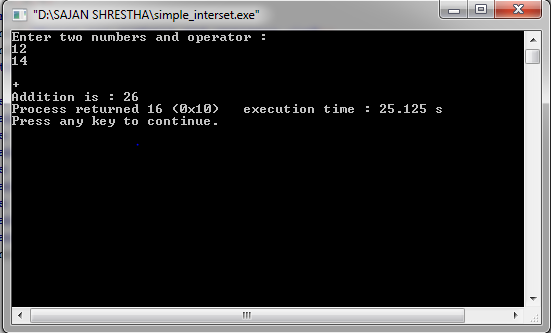 "D:\SAJAN SHRESTHA\simple_interset.exe"
Enter two numbers and operator :
12
14
+
Addition is : 26
Process returned 16 (0x10)   execution time : 25.125 s
Press any key to continue.